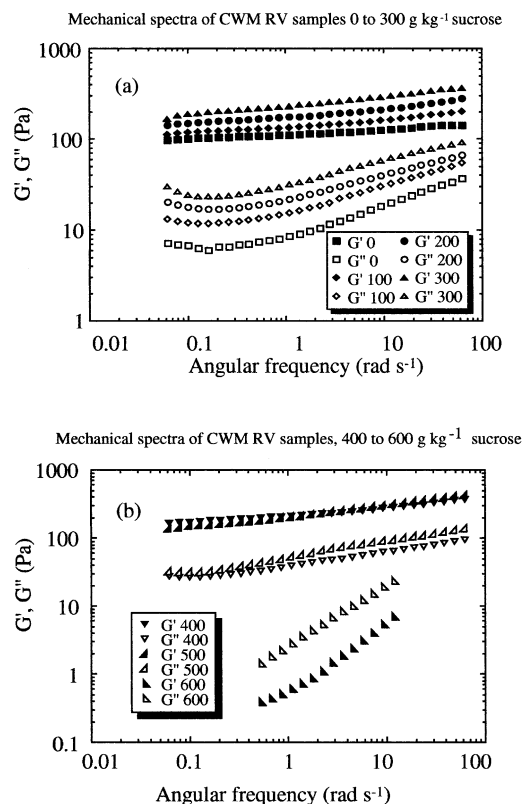 Mechanical spectra of CWM RV samples 0 to 300 g kg⁻¹ sucrose
1000
(a)
100
G', G'' (Pa)
10
1
G' 0 G' 200
G'' 0 G'' 200
G' 100 G' 300
G'' 100 G'' 300
0.01 0.1 1 10 100
Angular frequency (rad s⁻¹)
Mechanical spectra of CWM RV samples, 400 to 600 g kg⁻¹ sucrose
1000
(b)
100
G', G'' (Pa)
10
1
0.1
G' 400
G'' 400
G' 500
G'' 500
G' 600
G'' 600
0.01 0.1 1 10 100
Angular frequency (rad s⁻¹)